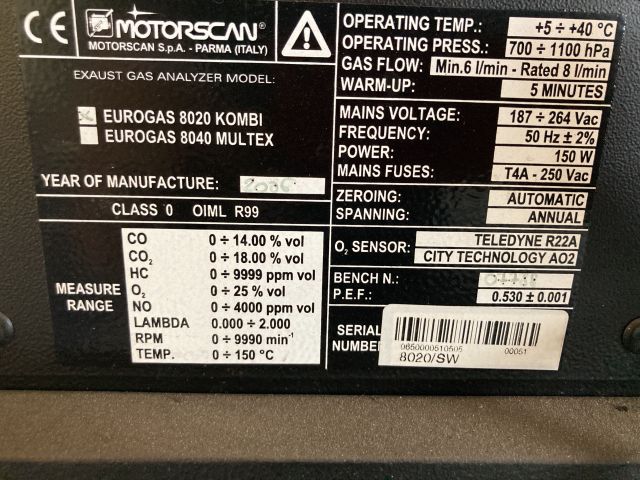 CE MOTORSCAN
MOTORSCAN S.p.A. - PARMA (ITALY)
EXAUST GAS ANALYZER MODEL:
EUROGAS 8020 KOMBI
EUROGAS 8040 MULTEX
YEAR OF MANUFACTURE: 2006
CLASS 0 OIML R99
MEASURE RANGE
CO 0 ÷ 14.00 % vol
CO₂ 0 ÷ 18.00 % vol
HC 0 ÷ 9999 ppm vol
O₂ 0 ÷ 25 % vol
NO 0 ÷ 4000 ppm vol
LAMBDA 0.000 ÷ 2.000
RPM 0 ÷ 9990 min⁻¹
TEMP. 0 ÷ 150 °C
OPERATING TEMP.: +5 ÷ +40 °C
OPERATING PRESS.: 700 ÷ 1100 hPa
GAS FLOW: Min.6 l/min - Rated 8 l/min
WARM-UP: 5 MINUTES
MAINS VOLTAGE: 187 ÷ 264 Vac
FREQUENCY: 50 Hz ± 2%
POWER: 150 W
MAINS FUSES: T4A - 250 Vac
ZEROING: AUTOMATIC
SPANNING: ANNUAL
O₂ SENSOR: TELEDYNE R22A
CITY TECHNOLOGY AO2
BENCH N.:
P.E.F.: 0.530 ± 0.001
SERIAL
NUMBER
0650000510505 00051
8020/SW